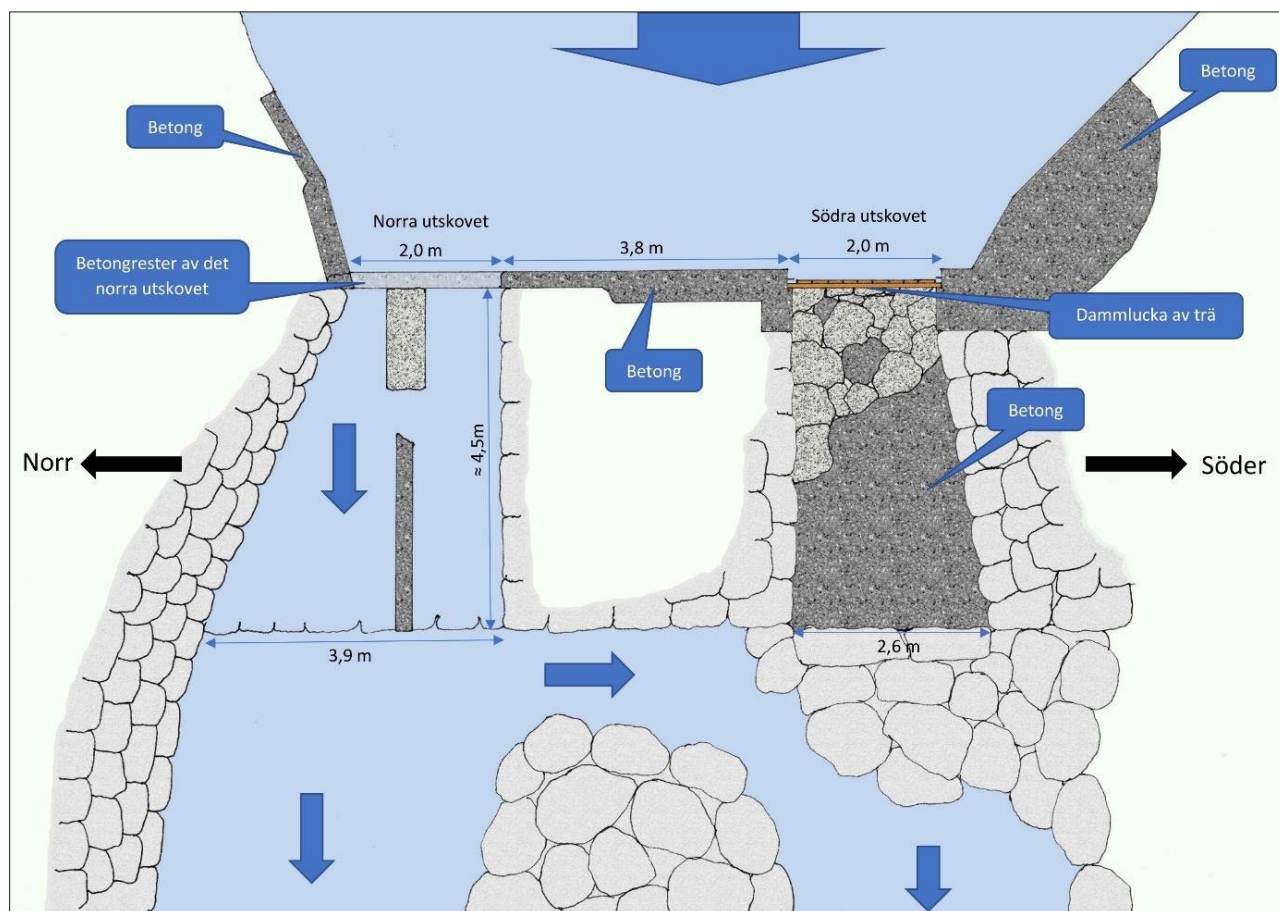 Betong
Betong
Norra utskovet
2,0 m
3,8 m
Södra utskovet
2,0 m
Betongrester av det
norra utskovet
Dammlucka av trä
Betong
Betong
≈ 4,5m
Norr
Söder
3,9 m
2,6 m